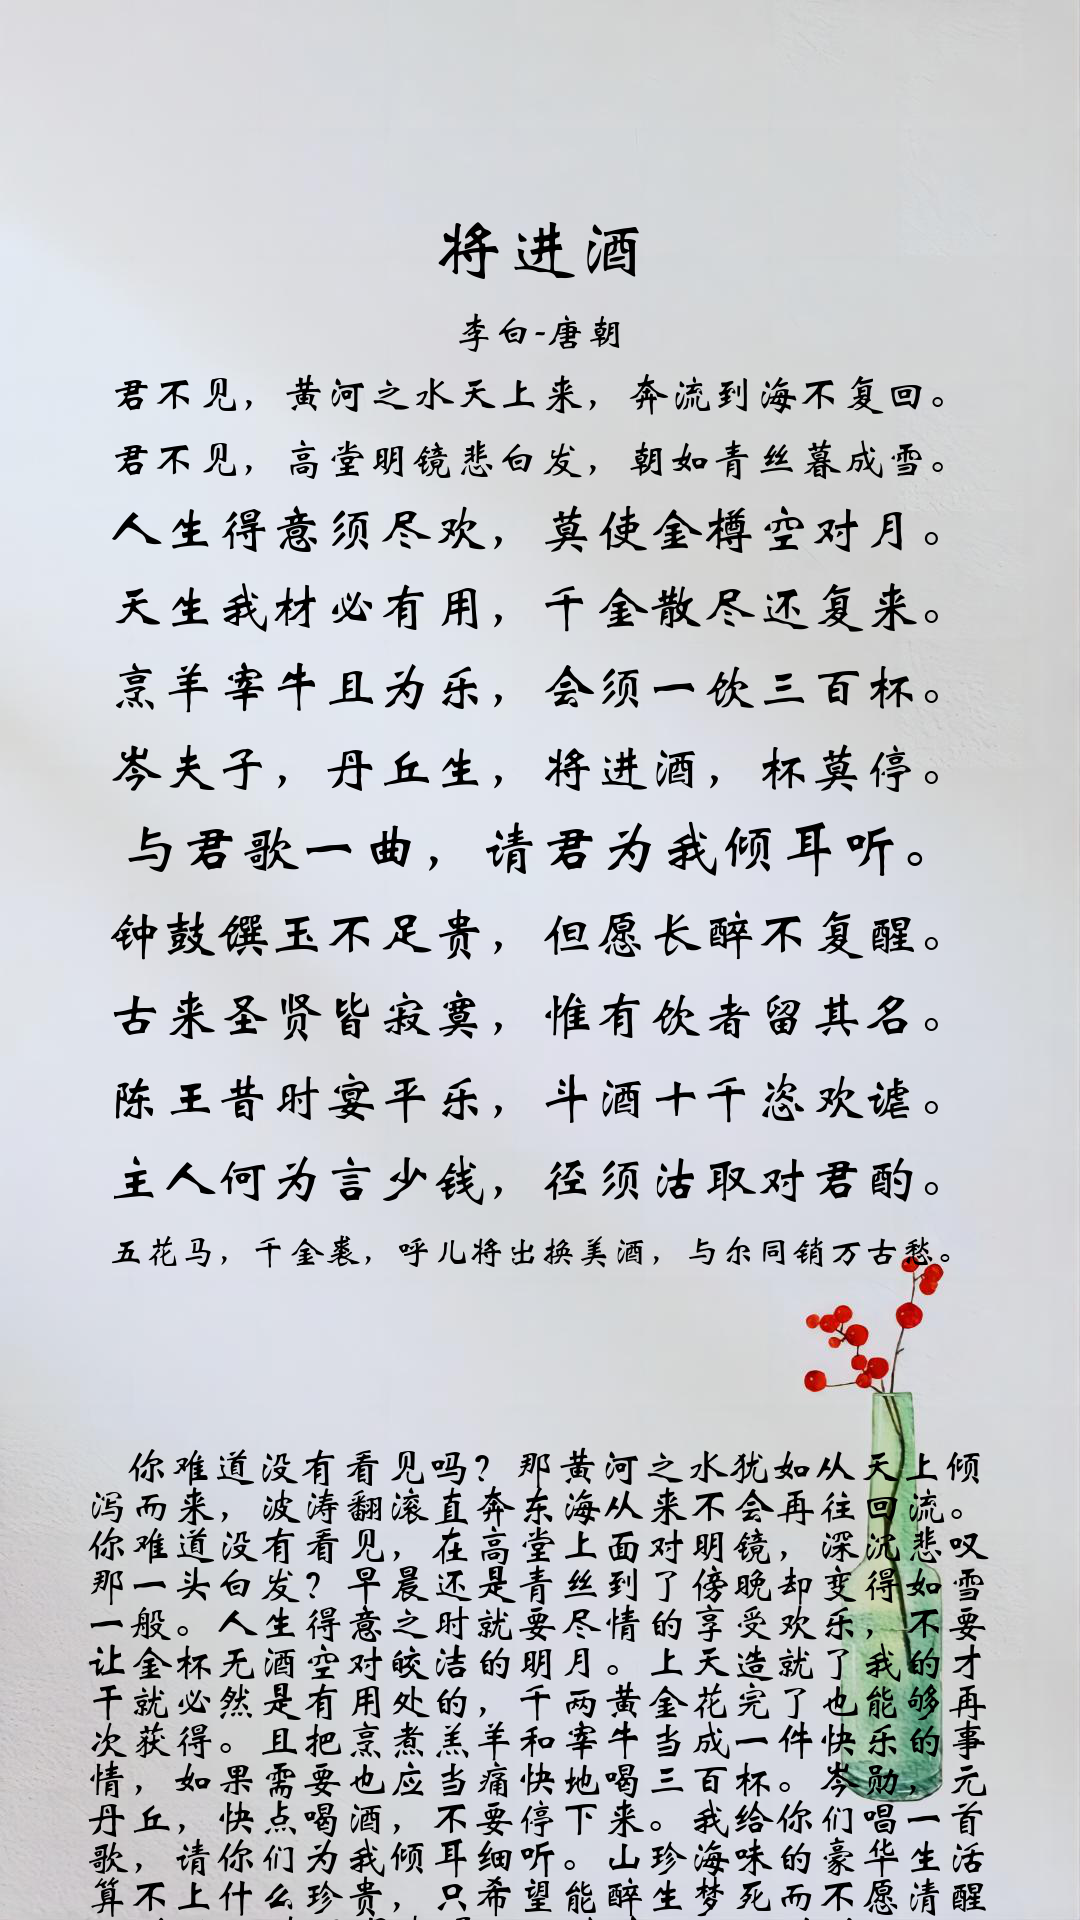 将进酒
李白-唐朝
君不见，黄河之水天上来，奔流到海不复回。
君不见，高堂明镜悲白发，朝如青丝暮成雪。
人生得意须尽欢，莫使金樽空对月。
天生我材必有用，千金散尽还复来。
烹羊宰牛且为乐，会须一饮三百杯。
岑夫子，丹丘生，将进酒，杯莫停。
与君歌一曲，请君为我倾耳听。
钟鼓馔玉不足贵，但愿长醉不复醒。
古来圣贤皆寂寞，惟有饮者留其名。
陈王昔时宴平乐，斗酒十千恣欢谑。
主人何为言少钱，径须沽取对君酌。
五花马，千金裘，呼儿将出换美酒，与尔同销万古愁。
你难道没有看见吗？那黄河之水犹如从天上倾
泻而来，波涛翻滚直奔东海从来不会再往回流。
你难道没有看见，在高堂上面对明镜，深沉悲叹
那一头白发？早晨还是青丝到了傍晚却变得如雪
一般。人生得意之时就要尽情的享受欢乐，不要
让金杯无酒空对皎洁的明月。上天造就了我的才
干就必然是有用处的，千两黄金花完了也能够再
次获得。且把烹煮羔羊和宰牛当成一件快乐的事
情，如果需要也应当痛快地喝三百杯。岑勋，元
丹丘，快点喝酒，不要停下来。我给你们唱一首
歌，请你们为我倾耳细听。山珍海味的豪华生活
算不上什么珍贵，只希望能醉生梦死而不愿清醒